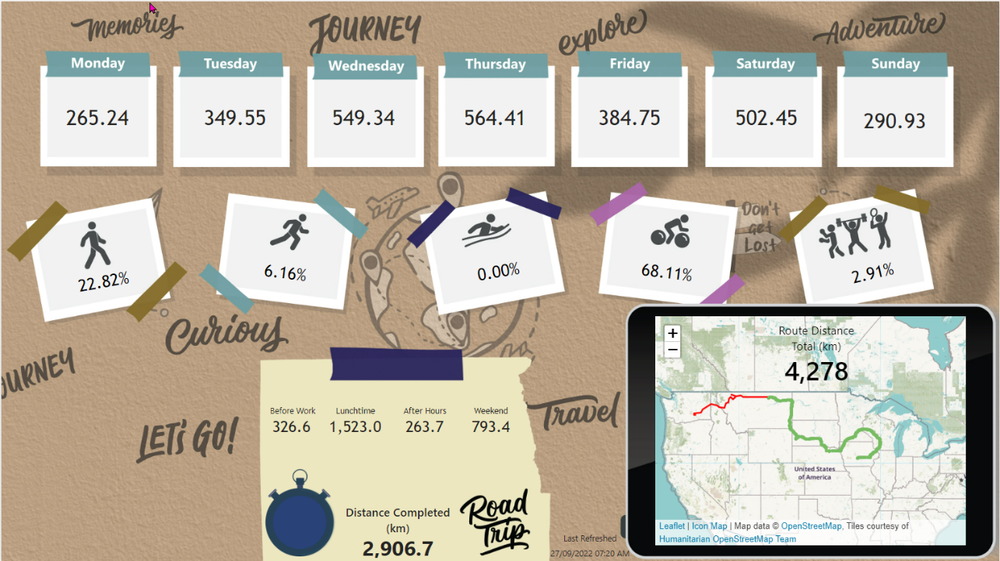 Memories
JOURNEY
explore
Adventure
Monday
Tuesday
Wednesday
Thursday
Friday
Saturday
Sunday
265.24
349.55
549.34
564.41
384.75
502.45
290.93
Don't
get
Lost
22.82%
6.16%
0.00%
68.11%
2.91%
Curious
OURNEY
LET'S GO!
Travel
Before Work
Lunchtime
After Hours
Weekend
326.6
1,523.0
263.7
793.4
Distance Completed
(km)
2,906.7
Road
Trip
Last Refreshed
27/09/2022 07:20 AM
+
−
Route Distance
Total (km)
4,278
United States
of America
Leaflet | Icon Map | Map data © OpenStreetMap, Tiles courtesy of
Humanitarian OpenStreetMap Team